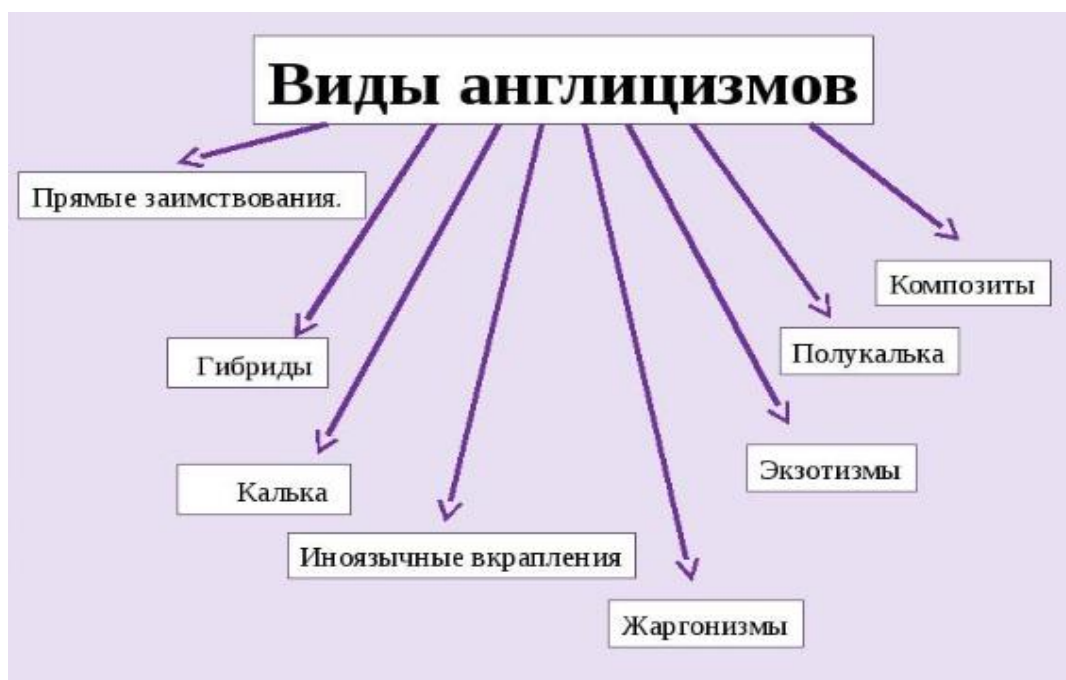 Виды англицизмов
Прямые заимствования.
Композиты
Гибриды
Полукалька
Калька
Экзотизмы
Иноязычные вкрапления
Жаргонизмы